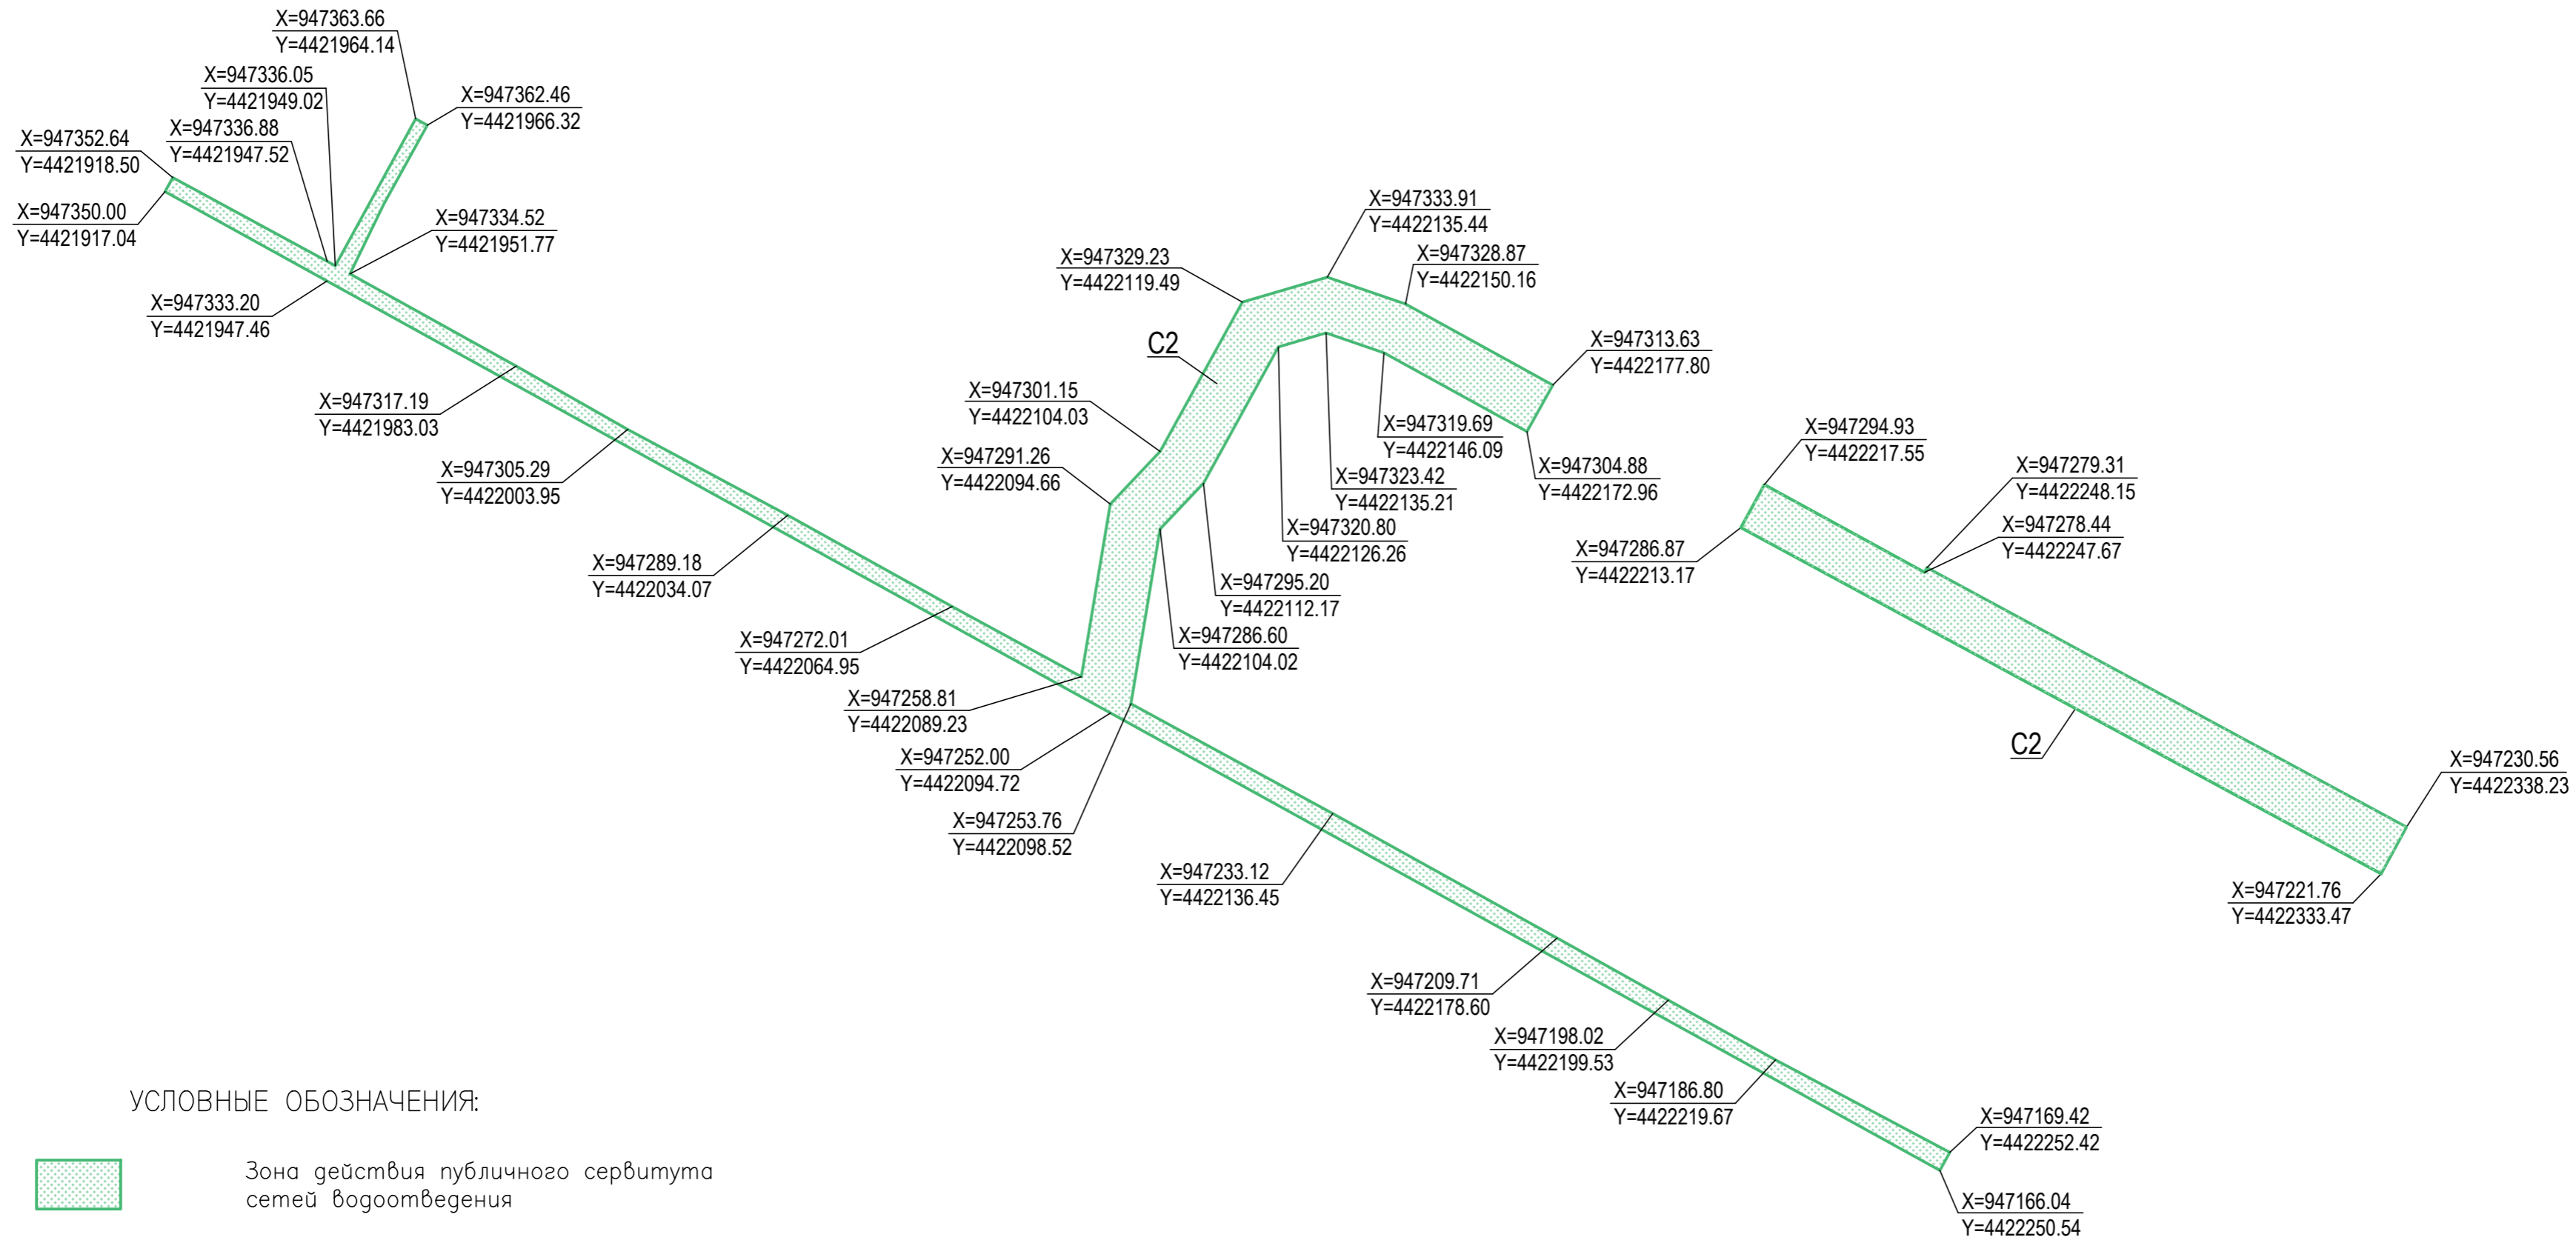 X=947363.66
Y=4421964.14
X=947336.05
Y=4421949.02
X=947362.46
Y=4421966.32
X=947336.88
Y=4421947.52
X=947352.64
Y=4421918.50
X=947350.00
Y=4421917.04
X=947334.52
Y=4421951.77
X=947333.20
Y=4421947.46
X=947317.19
Y=4421983.03
X=947305.29
Y=4422003.95
X=947289.18
Y=4422034.07
X=947272.01
Y=4422064.95
X=947258.81
Y=4422089.23
X=947252.00
Y=4422094.72
X=947253.76
Y=4422098.52
X=947333.91
Y=4422135.44
X=947329.23
Y=4422119.49
X=947328.87
Y=4422150.16
С2
X=947313.63
Y=4422177.80
X=947301.15
Y=4422104.03
X=947291.26
Y=4422094.66
X=947319.69
Y=4422146.09
X=947304.88
Y=4422172.96
X=947323.42
Y=4422135.21
X=947320.80
Y=4422126.26
X=947295.20
Y=4422112.17
X=947286.60
Y=4422104.02
X=947294.93
Y=4422217.55
X=947279.31
Y=4422248.15
X=947278.44
Y=4422247.67
X=947286.87
Y=4422213.17
С2
X=947230.56
Y=4422338.23
X=947221.76
Y=4422333.47
X=947233.12
Y=4422136.45
X=947209.71
Y=4422178.60
X=947198.02
Y=4422199.53
X=947186.80
Y=4422219.67
X=947169.42
Y=4422252.42
X=947166.04
Y=4422250.54
УСЛОВНЫЕ ОБОЗНАЧЕНИЯ:
Зона действия публичного сервитута
сетей водоотведения